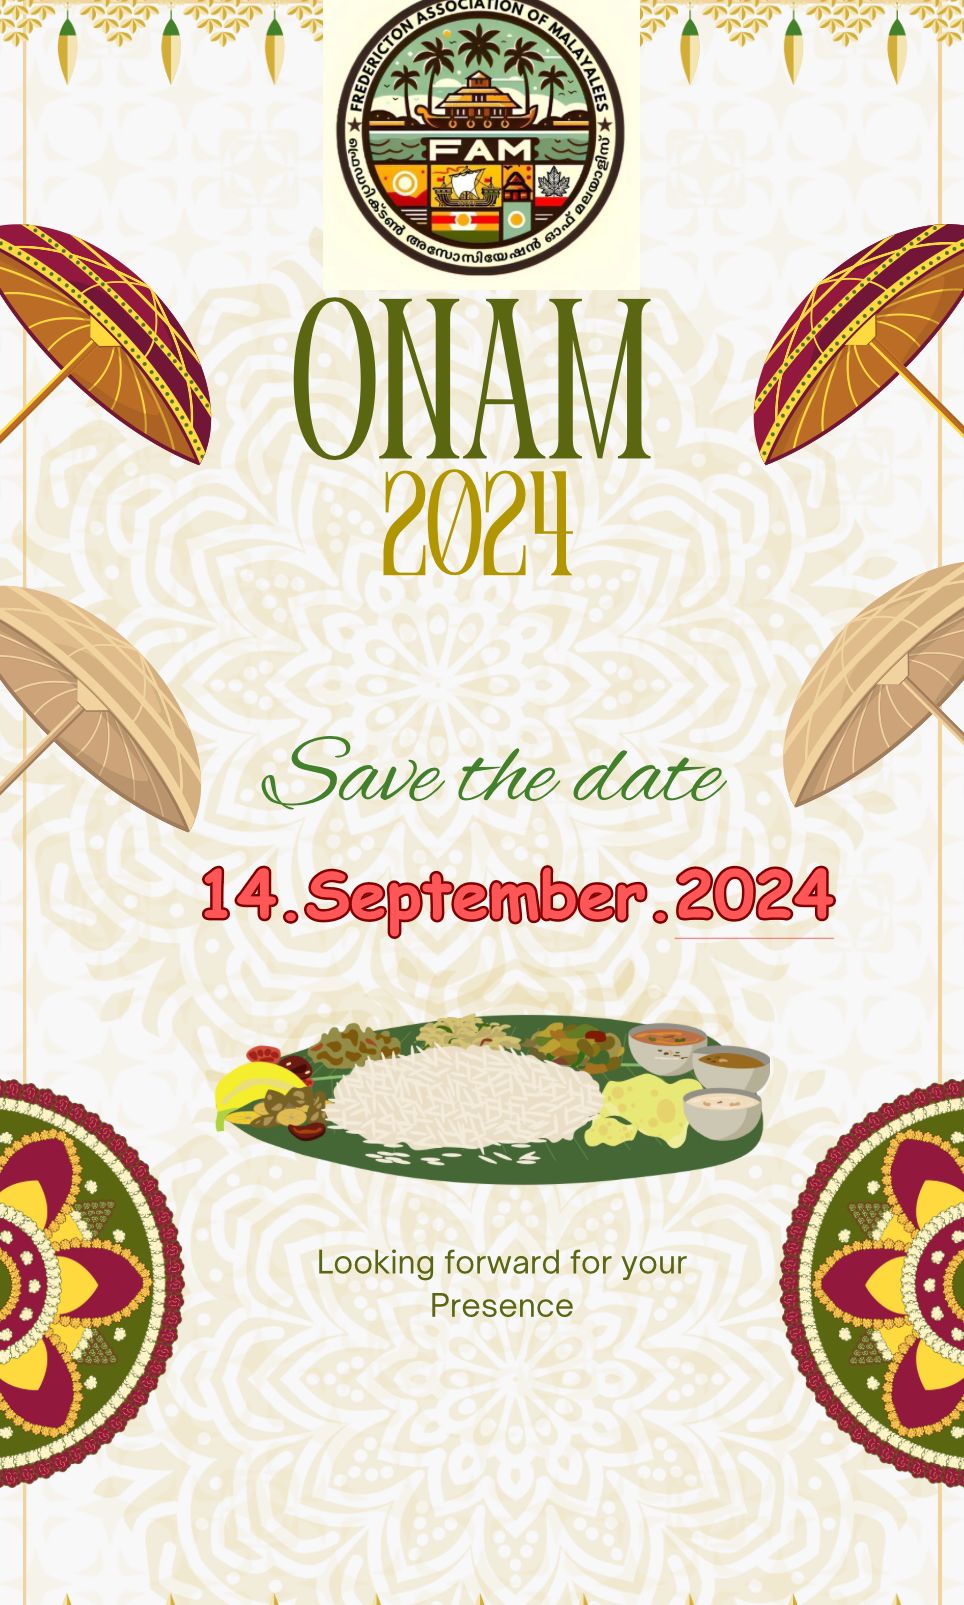 FREDERICTON ASSOCIATION OF MALAYALEES
FAM
ഫ്രെഡറിക്ടൺ അസോസിയേഷൻ ഓഫ് മലയാളിസ്
ONAM
2024
Save the date
14.September.2024
Looking forward for your
Presence